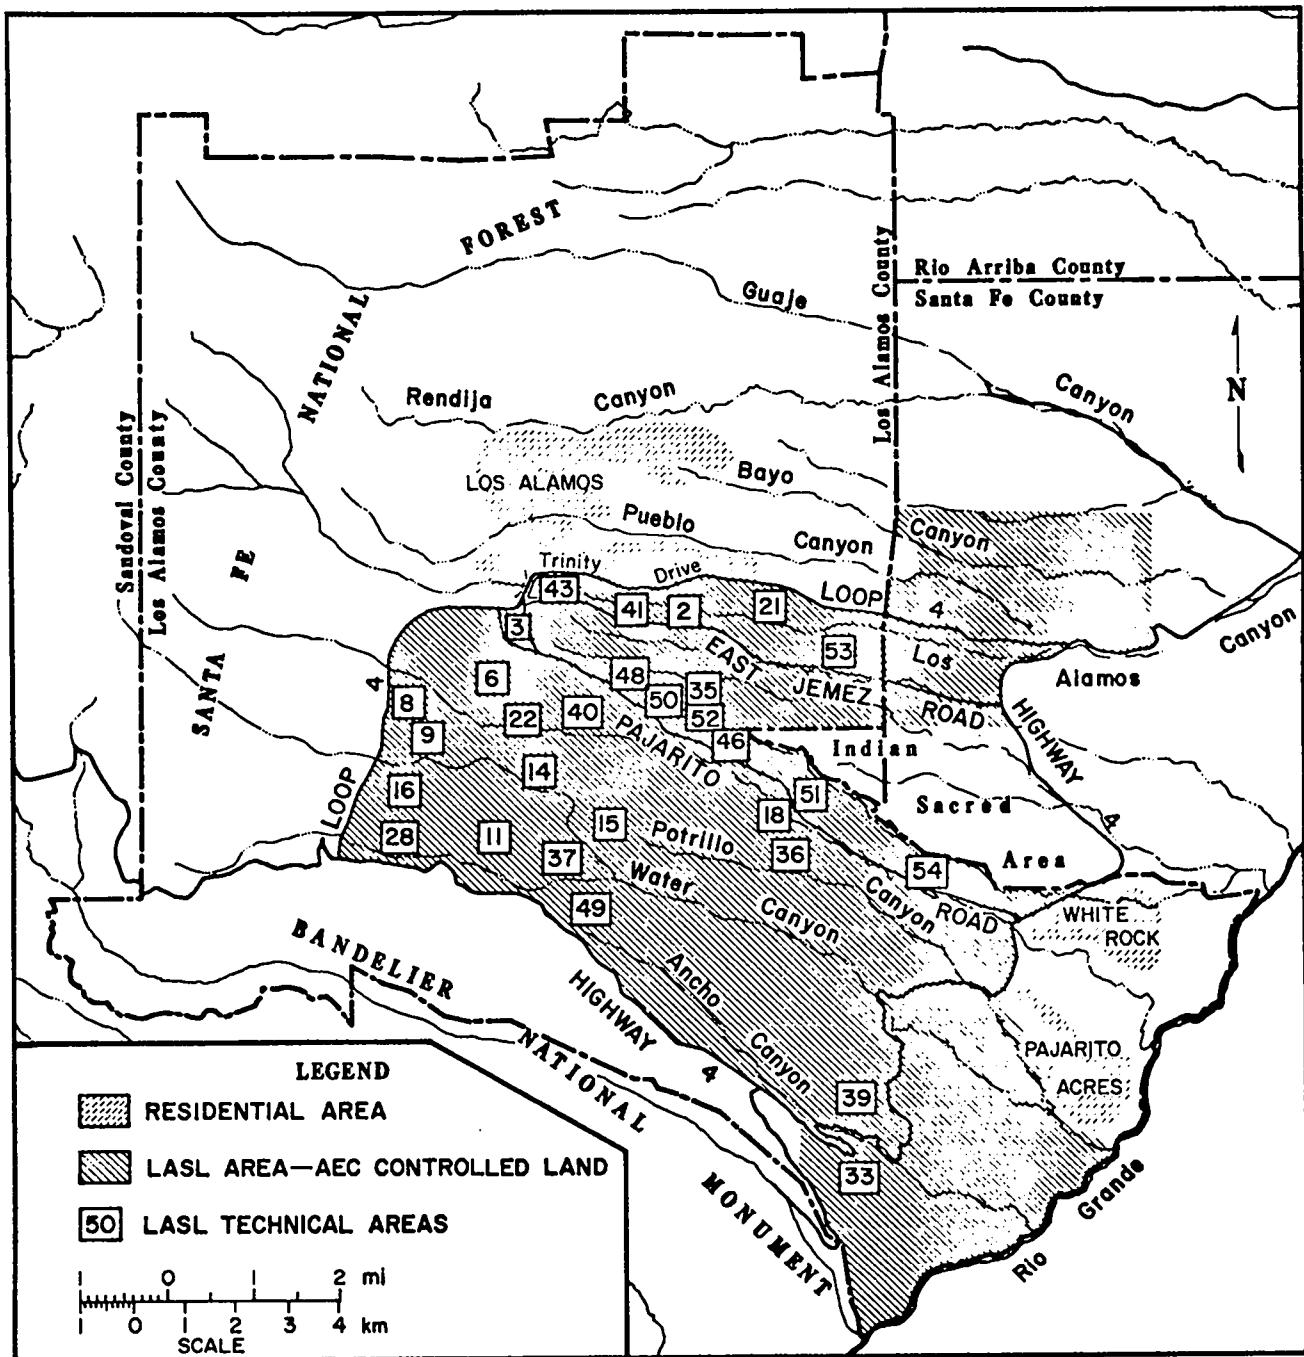 FOREST
NATIONAL
Guaje
Canyon
Los Alamos County
Rio Arriba County
Santa Fe County
N
Rendija Canyon
Sandoval County
Los Alamos County
LOS ALAMOS
Bayo
Canyon
Pueblo
Canyon
SANTA FE
Trinity Drive
LOOP 4
43
41
2
21
3
53
EAST
JEMEZ
ROAD
Los
Alamos
Canyon
6
48
50
35
52
8
22
40
46
9
PAJARITO
ROAD
Indian
Sacred
Area
HIGHWAY 4
LOOP 4
14
16
51
18
28
11
15
37
36
54
Potrillo
Canyon
Water
Canyon
49
WHITE
ROCK
BANDELIER
NATIONAL
MONUMENT
HIGHWAY 4
Ancho
Canyon
PAJARITO
ACRES
39
33
Rio Grande
LEGEND
RESIDENTIAL AREA
LASL AREA—AEC CONTROLLED LAND
50 LASL TECHNICAL AREAS
1 0 1 2 mi
1 0 1 2 3 4 km
SCALE